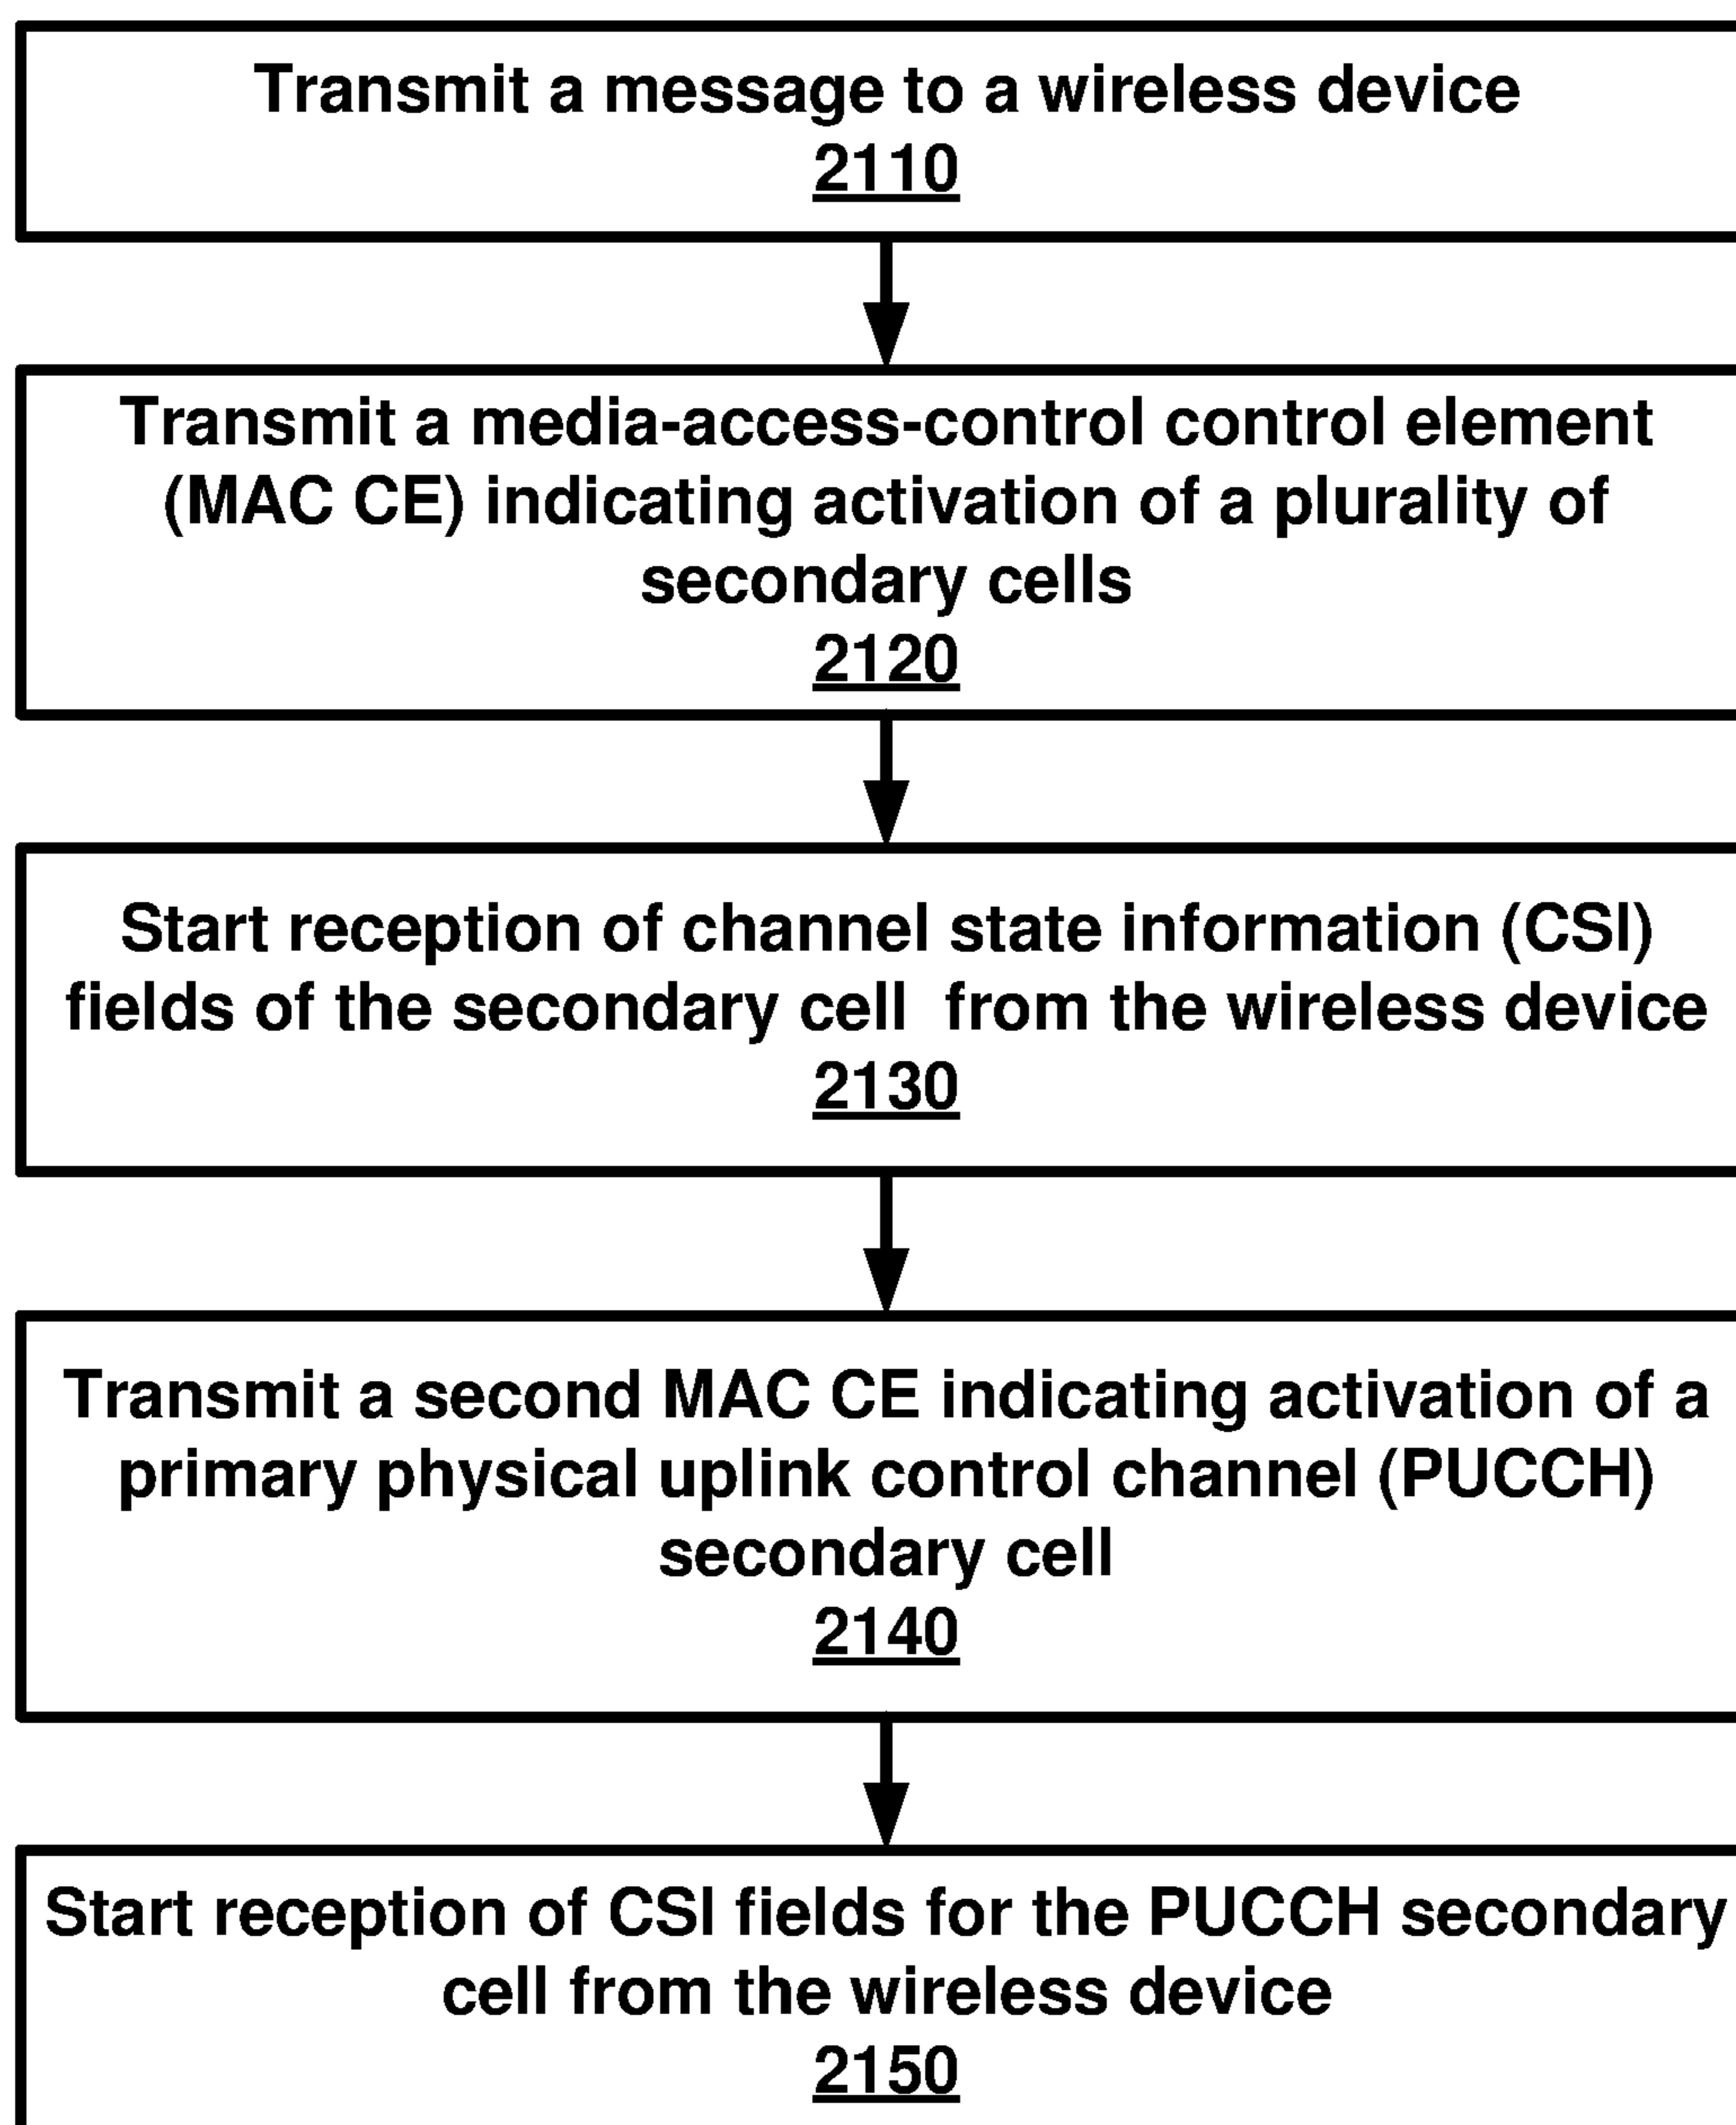 Transmit a message to a wireless device
2110
Transmit a media-access-control control element
(MAC CE) indicating activation of a plurality of
secondary cells
2120
Start reception of channel state information (CSI)
fields of the secondary cell from the wireless device
2130
Transmit a second MAC CE indicating activation of a
primary physical uplink control channel (PUCCH)
secondary cell
2140
Start reception of CSI fields for the PUCCH secondary
cell from the wireless device
2150